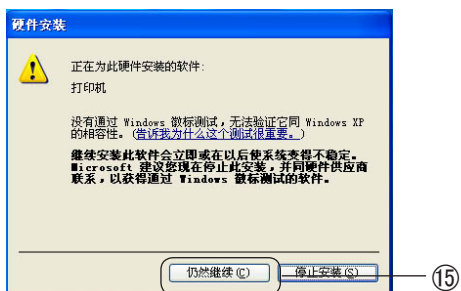 硬件安装
正在为此硬件安装的软件:
打印机
没有通过 Windows 徽标测试，无法验证它同 Windows XP
的相容性。(告诉我为什么这个测试很重要。)
继续安装此软件会立即或在以后使系统变得不稳定。
Microsoft 建议您现在停止此安装，并同硬件供应商
联系，以获得通过 Windows 徽标测试的软件。
仍然继续(C)
停止安装(S)
⑮